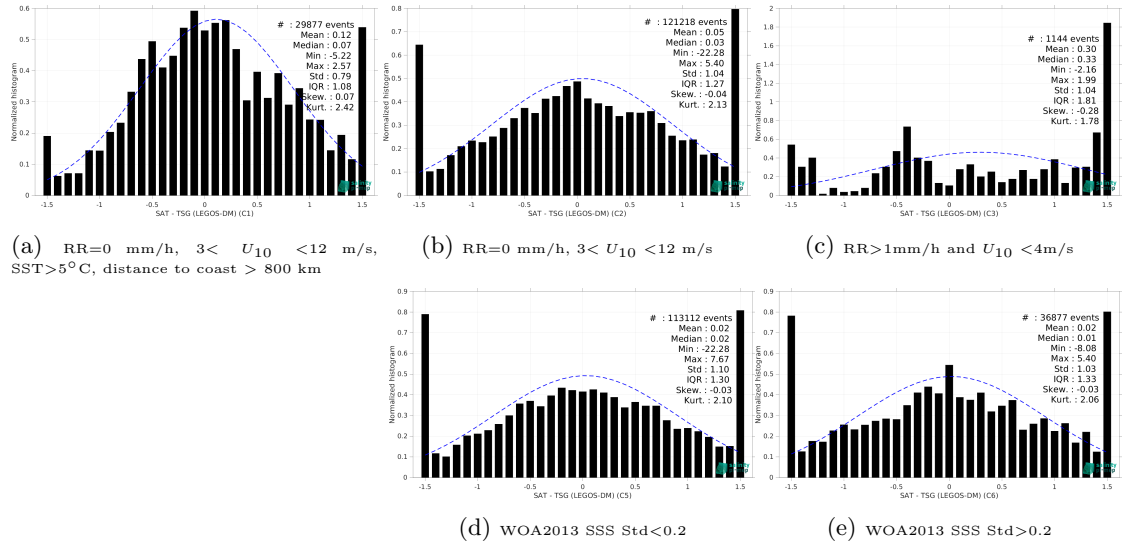 0.6
0.5
0.4
0.3
0.2
0.1
0
Normalized histogram
# : 29877 events
Mean : 0.12
Median : 0.07
Min : -5.22
Max : 2.57
Std : 0.79
IQR : 1.08
Skew. : 0.07
Kurt. : 2.42
-1.5 -1 -0.5 0 0.5 1 1.5
SAT - TSG (LEGOS-DM) (C1)
(a) RR=0 mm/h, 3< U10 <12 m/s,
SST>5°C, distance to coast > 800 km
0.8
0.7
0.6
0.5
0.4
0.3
0.2
0.1
0
Normalized histogram
# : 121218 events
Mean : 0.05
Median : 0.03
Min : -22.28
Max : 5.40
Std : 1.04
IQR : 1.27
Skew. : -0.04
Kurt. : 2.13
-1.5 -1 -0.5 0 0.5 1 1.5
SAT - TSG (LEGOS-DM) (C2)
(b) RR=0 mm/h, 3< U10 <12 m/s
2
1.8
1.6
1.4
1.2
1
0.8
0.6
0.4
0.2
0
Normalized histogram
# : 1144 events
Mean : 0.30
Median : 0.33
Min : -2.16
Max : 1.99
Std : 1.04
IQR : 1.81
Skew. : -0.28
Kurt. : 1.78
-1.5 -1 -0.5 0 0.5 1 1.5
SAT - TSG (LEGOS-DM) (C3)
(c) RR>1mm/h and U10 <4m/s
0.9
0.8
0.7
0.6
0.5
0.4
0.3
0.2
0.1
0
Normalized histogram
# : 113112 events
Mean : 0.02
Median : 0.02
Min : -22.28
Max : 7.67
Std : 1.10
IQR : 1.30
Skew. : -0.03
Kurt. : 2.10
-1.5 -1 -0.5 0 0.5 1 1.5
SAT - TSG (LEGOS-DM) (C5)
(d) WOA2013 SSS Std<0.2
0.9
0.8
0.7
0.6
0.5
0.4
0.3
0.2
0.1
0
Normalized histogram
# : 36877 events
Mean : 0.02
Median : 0.01
Min : -8.08
Max : 5.40
Std : 1.03
IQR : 1.33
Skew. : -0.03
Kurt. : 2.06
-1.5 -1 -0.5 0 0.5 1 1.5
SAT - TSG (LEGOS-DM) (C6)
(e) WOA2013 SSS Std>0.2